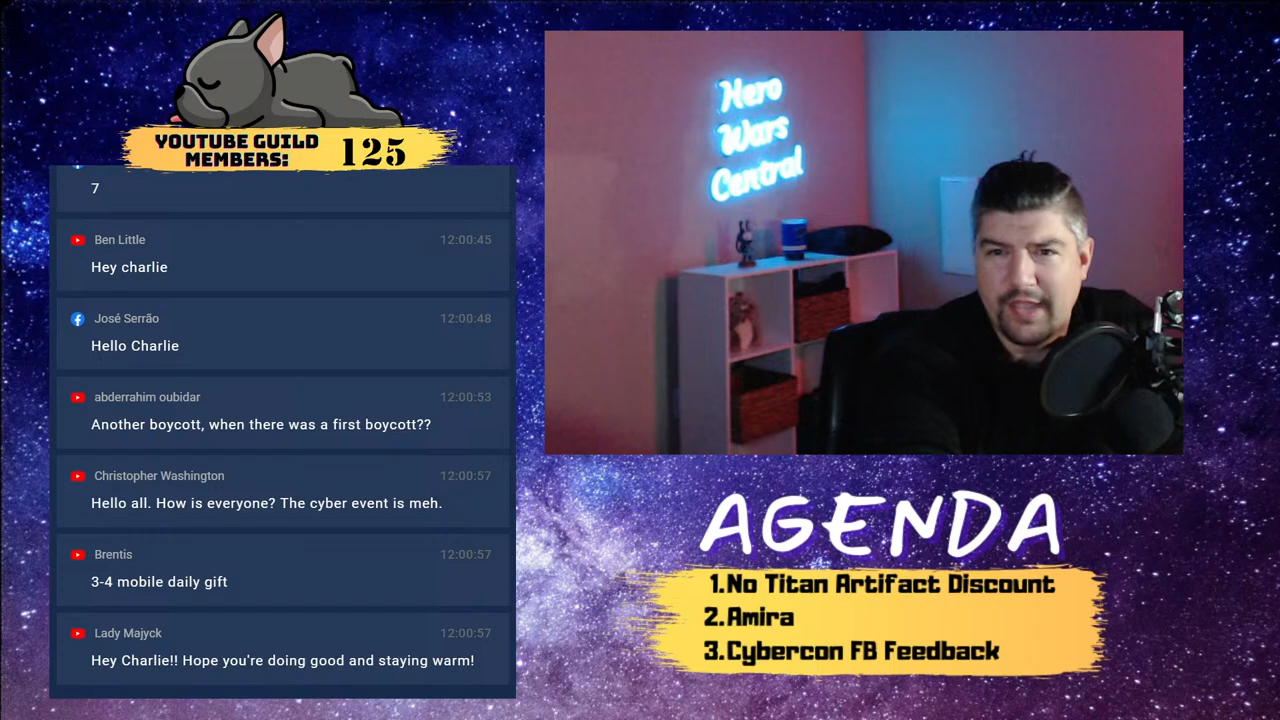 YOUTUBE GUILD
MEMBERS:
125
7
Ben Little 12:00:45
Hey charlie
José Serrão 12:00:48
Hello Charlie
abderrahim oubidar 12:00:53
Another boycott, when there was a first boycott??
Christopher Washington 12:00:57
Hello all. How is everyone? The cyber event is meh.
Brentis 12:00:57
3-4 mobile daily gift
Lady Majyck 12:00:57
Hey Charlie!! Hope you're doing good and staying warm!
Hero
Wars
Central
AGENDA
1.No Titan Artifact Discount
2.Amira
3.Cybercon FB Feedback